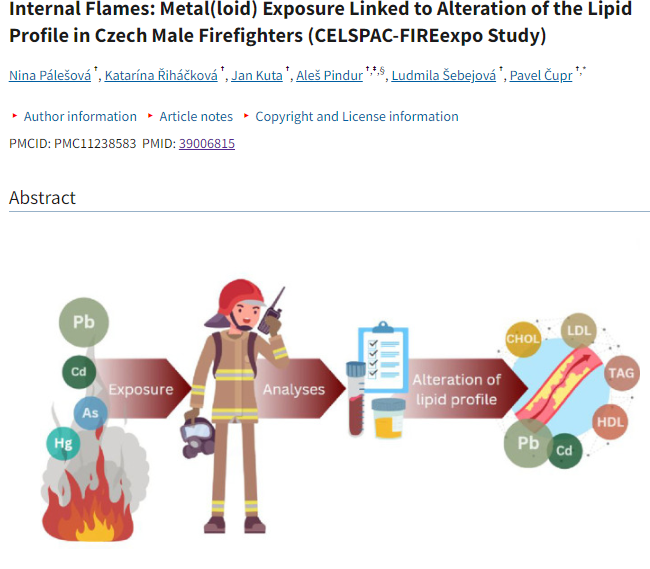 Internal Flames: Metal(loid) Exposure Linked to Alteration of the Lipid
Profile in Czech Male Firefighters (CELSPAC-FIREexpo Study)
Nina Pálešová †, Katarína Řiháčková †, Jan Kuta †, Aleš Pindur †,‡,§, Ludmila Šebejová †, Pavel Čupr †,*
Author information Article notes Copyright and License information
PMCID: PMC11238583 PMID: 39006815
Abstract
Pb
Cd
As
Hg
Exposure
Analyses
Alteration of
lipid profile
CHOL
LDL
TAG
HDL
Pb
Cd